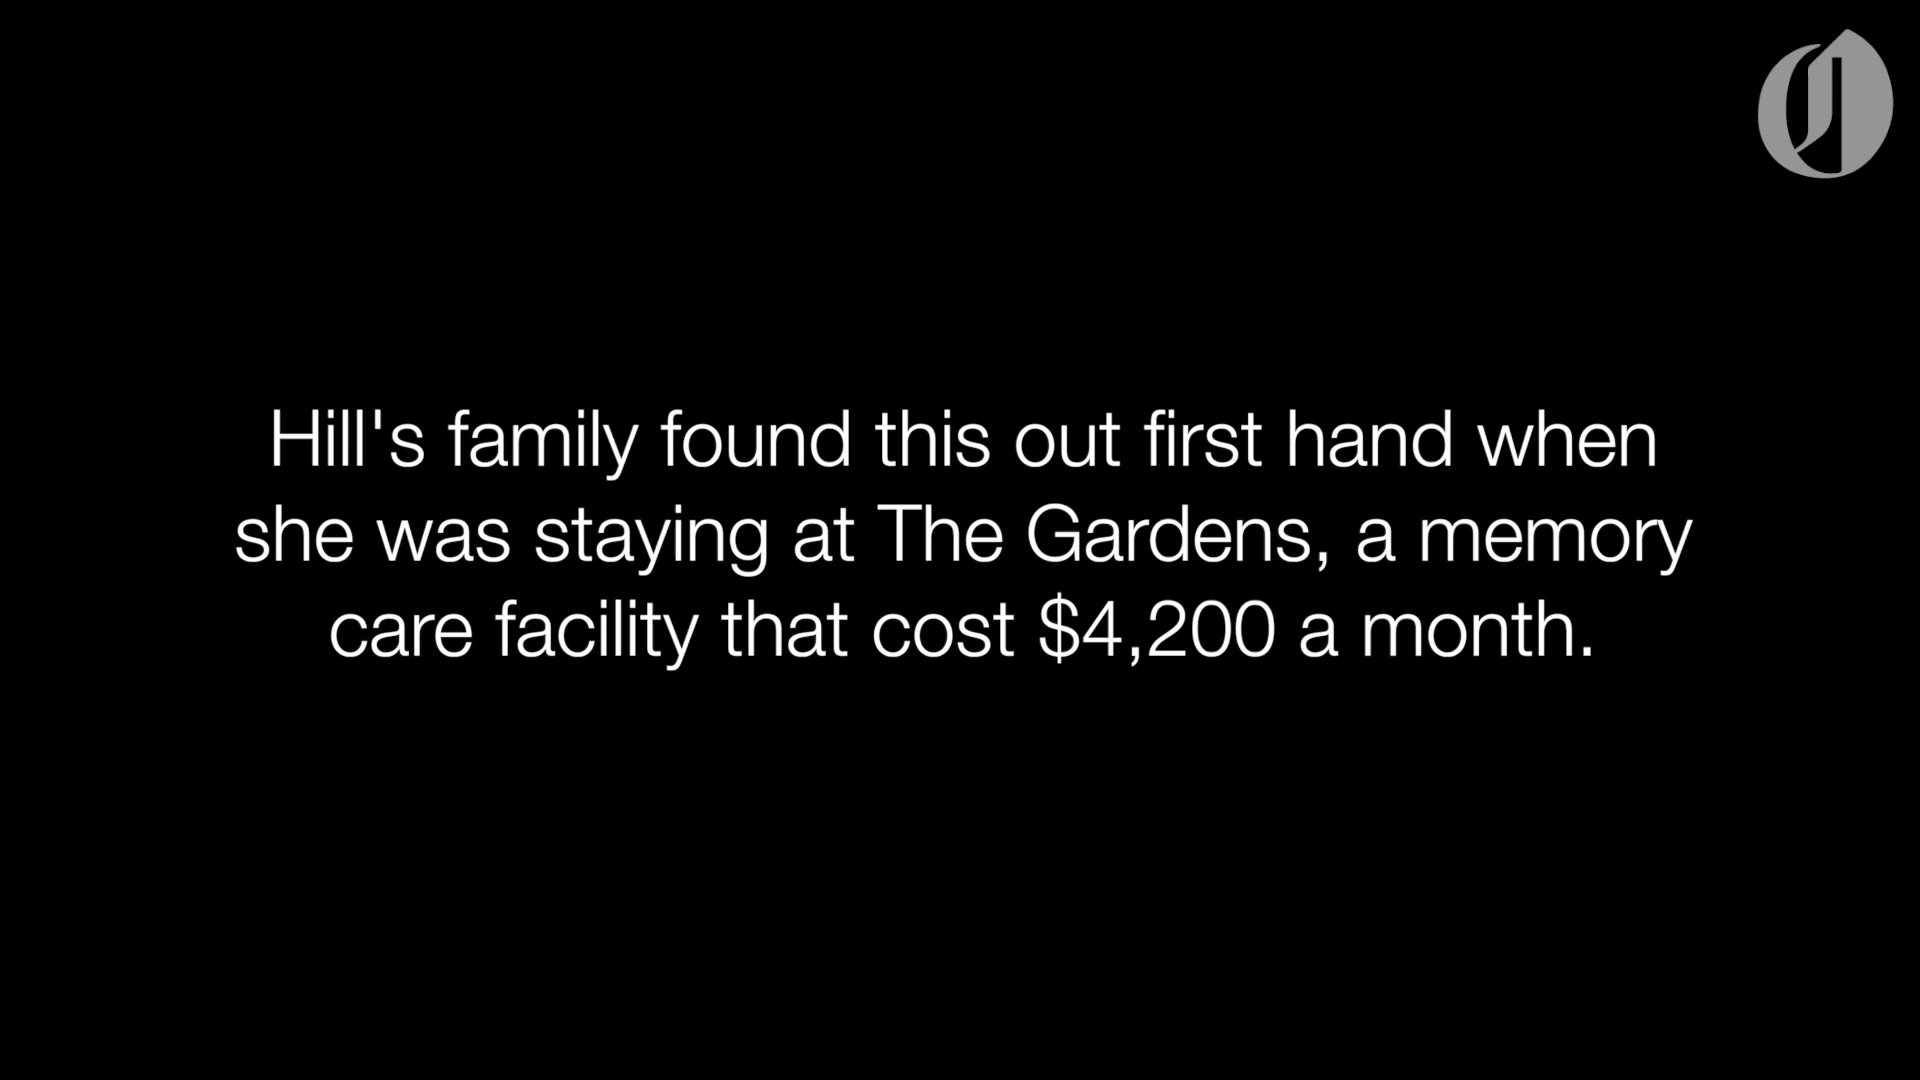 Hill's family found this out first hand when
she was staying at The Gardens, a memory
care facility that cost $4,200 a month.